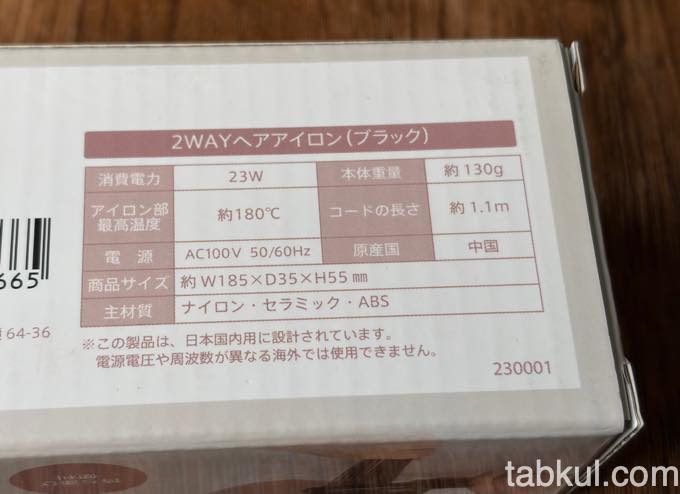 2WAYヘアアイロン(ブラック)
消費電力 23W 本体重量 約130g
アイロン部
最高温度 約180℃ コードの長さ 約1.1m
電源 AC100V 50/60Hz 原産国 中国
商品サイズ 約W185×D35×H55㎜
主材質 ナイロン・セラミック・ABS
665
64-36
※この製品は、日本国内用に設計されています。
電源電圧や周波数が異なる海外では使用できません。
230001
tabkul.com